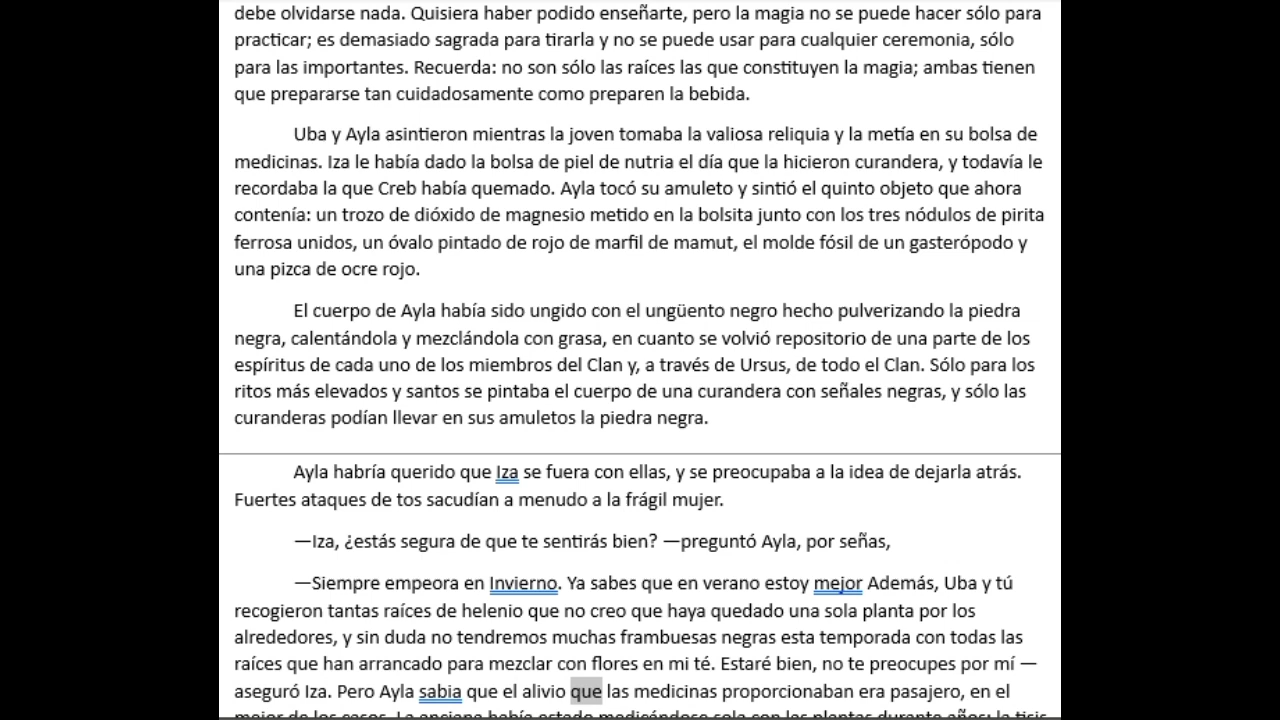 debe olvidarse nada. Quisiera haber podido enseñarte, pero la magia no se puede hacer sólo para
practicar; es demasiado sagrada para tirarla y no se puede usar para cualquier ceremonia, sólo
para las importantes. Recuerda: no son sólo las raíces las que constituyen la magia; ambas tienen
que prepararse tan cuidadosamente como preparen la bebida.
Uba y Ayla asintieron mientras la joven tomaba la valiosa reliquia y la metía en su bolsa de
medicinas. Iza le había dado la bolsa de piel de nutria el día que la hicieron curandera, y todavía le
recordaba la que Creb había quemado. Ayla tocó su amuleto y sintió el quinto objeto que ahora
contenía: un trozo de dióxido de magnesio metido en la bolsita junto con los tres nódulos de pirita
ferrosa unidos, un óvalo pintado de rojo de marfil de mamut, el molde fósil de un gasterópodo y
una pizca de ocre rojo.
El cuerpo de Ayla había sido ungido con el ungüento negro hecho pulverizando la piedra
negra, calentándola y mezclándola con grasa, en cuanto se volvió repositorio de una parte de los
espíritus de cada uno de los miembros del Clan y, a través de Ursus, de todo el Clan. Sólo para los
ritos más elevados y santos se pintaba el cuerpo de una curandera con señales negras, y sólo las
curanderas podían llevar en sus amuletos la piedra negra.
Ayla habría querido que Iza se fuera con ellas, y se preocupaba a la idea de dejarla atrás.
Fuertes ataques de tos sacudían a menudo a la frágil mujer.
—Iza, ¿estás segura de que te sentirás bien? —preguntó Ayla, por señas,
—Siempre empeora en Invierno. Ya sabes que en verano estoy mejor Además, Uba y tú
recogieron tantas raíces de helenio que no creo que haya quedado una sola planta por los
alrededores, y sin duda no tendremos muchas frambuesas negras esta temporada con todas las
raíces que han arrancado para mezclar con flores en mi té. Estaré bien, no te preocupes por mí —
aseguró Iza. Pero Ayla sabia que el alivio que las medicinas proporcionaban era pasajero, en el
mejor de los casos. La anciana había estado medicándose sola con las plantas durante años; la tisis